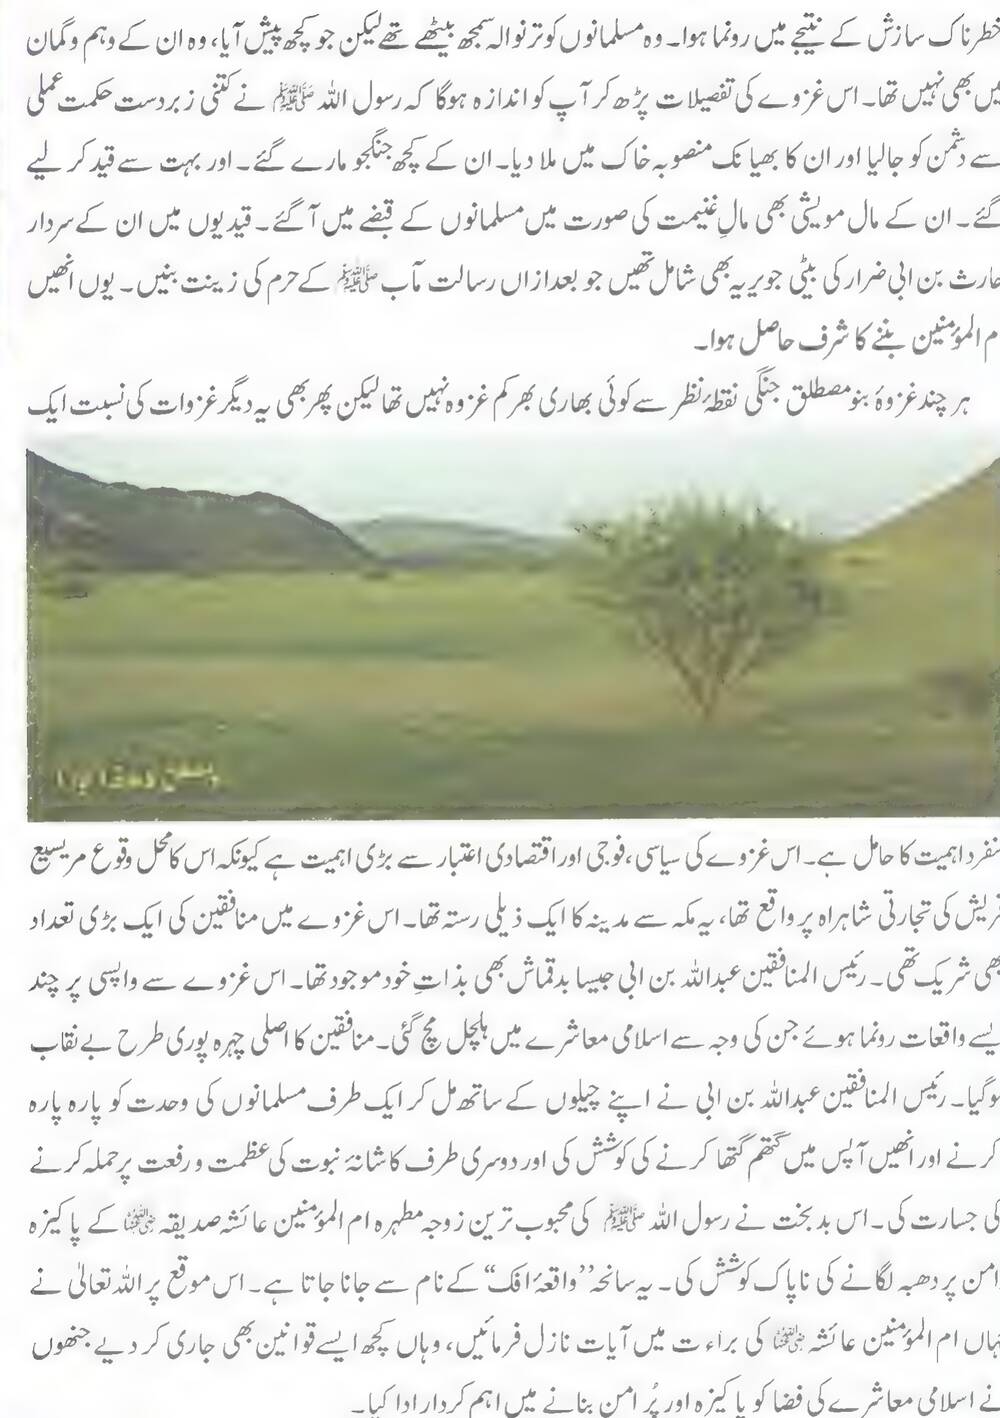 خطرناک سازش کے نتیجے میں رونما ہوا۔ وہ مسلمانوں کو تر نوالہ سمجھ بیٹھے تھے لیکن جو کچھ پیش آیا، وہ ان کے وہم و گمان
میں بھی نہیں تھا۔ اس غزوے کی تفصیلات پڑھ کر آپ کو اندازہ ہوگا کہ رسول اللہ ﷺ نے کتنی زبردست حکمت عملی
سے دشمن کو جا لیا اور ان کا بھیانک منصوبہ خاک میں ملا دیا۔ ان کے کچھ جنگجو مارے گئے۔ اور بہت سے قید کر لیے
گئے۔ ان کے مال مویشی بھی مالِ غنیمت کی صورت میں مسلمانوں کے قبضے میں آگئے۔ قیدیوں میں ان کے سردار
حارث بن ابی ضرار کی بیٹی جویریہ بھی شامل تھیں جو بعد ازاں رسالت مآب ﷺ کے حرم کی زینت بنیں۔ یوں انھیں
ام المؤمنین بننے کا شرف حاصل ہوا۔
ہر چند غزوۂ بنو مصطلق جنگی نقطۂ نظر سے کوئی بھاری بھر کم غزوہ نہیں تھا لیکن پھر بھی یہ دیگر غزوات کی نسبت ایک
منفرد اہمیت کا حامل ہے۔ اس غزوے کی سیاسی، فوجی اور اقتصادی اعتبار سے بڑی اہمیت ہے کیونکہ اس کا محل وقوع مریسیع
قریش کی تجارتی شاہراہ پر واقع تھا، یہ مکہ سے مدینہ کا ایک ذیلی رستہ تھا۔ اس غزوے میں منافقین کی ایک بڑی تعداد
بھی شریک تھی۔ رئیس المنافقین عبداللہ بن ابی جیسا بدقماش بھی بذاتِ خود موجود تھا۔ اس غزوے سے واپسی پر چند
ایسے واقعات رونما ہوئے جن کی وجہ سے اسلامی معاشرے میں ہلچل مچ گئی۔ منافقین کا اصلی چہرہ پوری طرح بے نقاب
ہوگیا۔ رئیس المنافقین عبداللہ بن ابی نے اپنے چیلوں کے ساتھ مل کر ایک طرف مسلمانوں کی وحدت کو پارہ پارہ
کرنے اور انھیں آپس میں گتھم گتھا کرنے کی کوشش کی اور دوسری طرف کاشانۂ نبوت کی عظمت و رفعت پر حملہ کرنے
کی جسارت کی۔ اس بدبخت نے رسول اللہ ﷺ کی محبوب ترین زوجہ مطہرہ ام المؤمنین عائشہ صدیقہ رضی اللہ عنہا کے پاکیزہ
دامن پر دھبہ لگانے کی ناپاک کوشش کی۔ یہ سانحہ ’’واقعۂ افک‘‘ کے نام سے جانا جاتا ہے۔ اس موقع پر اللہ تعالیٰ نے
جہاں ام المؤمنین عائشہ رضی اللہ عنہا کی براءت میں آیات نازل فرمائیں، وہاں کچھ ایسے قوانین بھی جاری کر دیے جنھوں
نے اسلامی معاشرے کی فضا کو پاکیزہ اور پُر امن بنانے میں اہم کردار ادا کیا۔